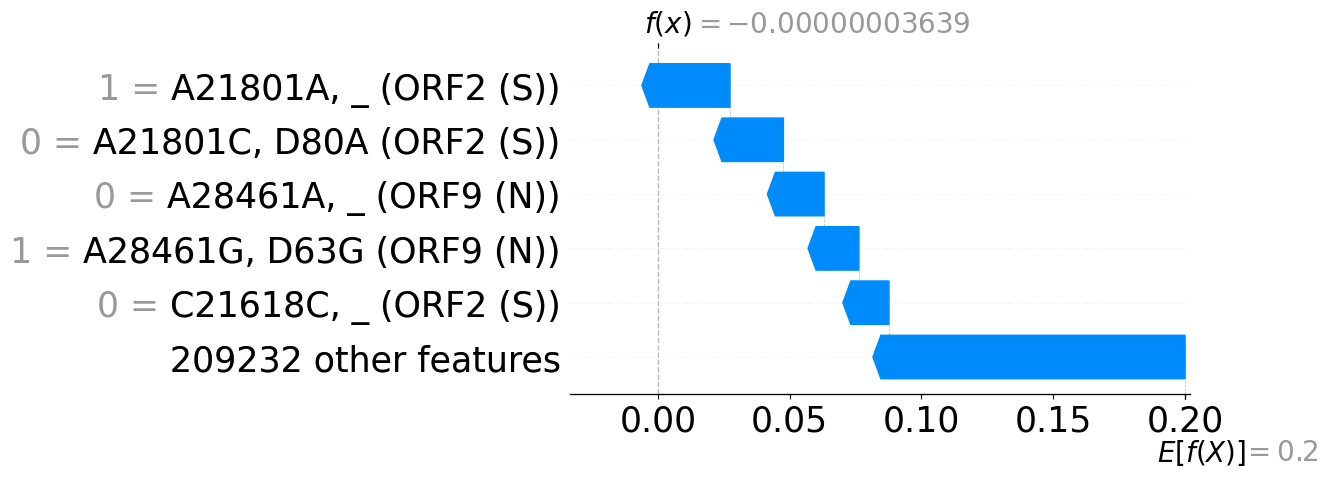 f(x) = −0.00000003639
1 = A21801A, _ (ORF2 (S))
0 = A21801C, D80A (ORF2 (S))
0 = A28461A, _ (ORF9 (N))
1 = A28461G, D63G (ORF9 (N))
0 = C21618C, _ (ORF2 (S))
209232 other features
0.00 0.05 0.10 0.15 0.20
E[f(X)] = 0.2